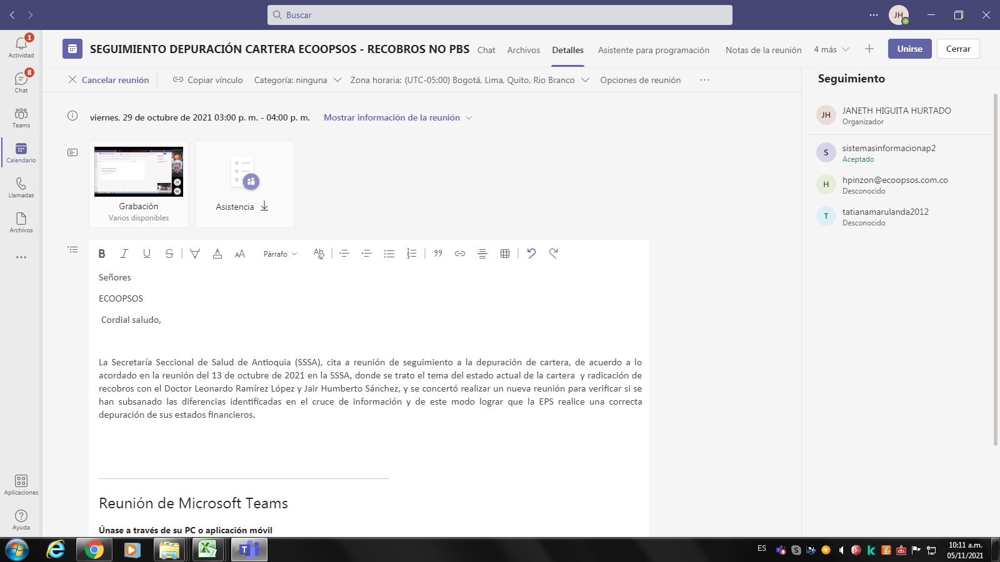 Buscar
JH
1
Actividad
8
Chat
Teams
Calendario
Llamadas
Archivos
Aplicaciones
Ayuda
SEGUIMIENTO DEPURACIÓN CARTERA ECOOPSOS - RECOBROS NO PBS
Chat Archivos Detalles Asistente para programación Notas de la reunión 4 más
Unirse Cerrar
Cancelar reunión Copiar vínculo Categoría: ninguna Zona horaria: (UTC-05:00) Bogotá, Lima, Quito, Rio Branco Opciones de reunión
viernes, 29 de octubre de 2021 03:00 p. m. - 04:00 p. m. Mostrar información de la reunión
Grabación
Varios disponibles
Asistencia
Párrafo
Señores
ECOOPSOS
Cordial saludo,
La Secretaría Seccional de Salud de Antioquia (SSSA), cita a reunión de seguimiento a la depuración de cartera, de acuerdo a lo
acordado en la reunión del 13 de octubre de 2021 en la SSSA, donde se trato el tema del estado actual de la cartera y radicación de
recobros con el Doctor Leonardo Ramírez López y Jair Humberto Sánchez, y se concertó realizar un nueva reunión para verificar si se
han subsanado las diferencias identificadas en el cruce de información y de este modo lograr que la EPS realice una correcta
depuración de sus estados financieros.
Reunión de Microsoft Teams
Únase a través de su PC o aplicación móvil
Seguimiento
JH
JANETH HIGUITA HURTADO
Organizador
S
sistemasinformacionap2
Aceptado
H
hpinzon@ecoopsos.com.co
Desconocido
T
tatianamarulanda2012
Desconocido
ES
10:11 a.m.
05/11/2021